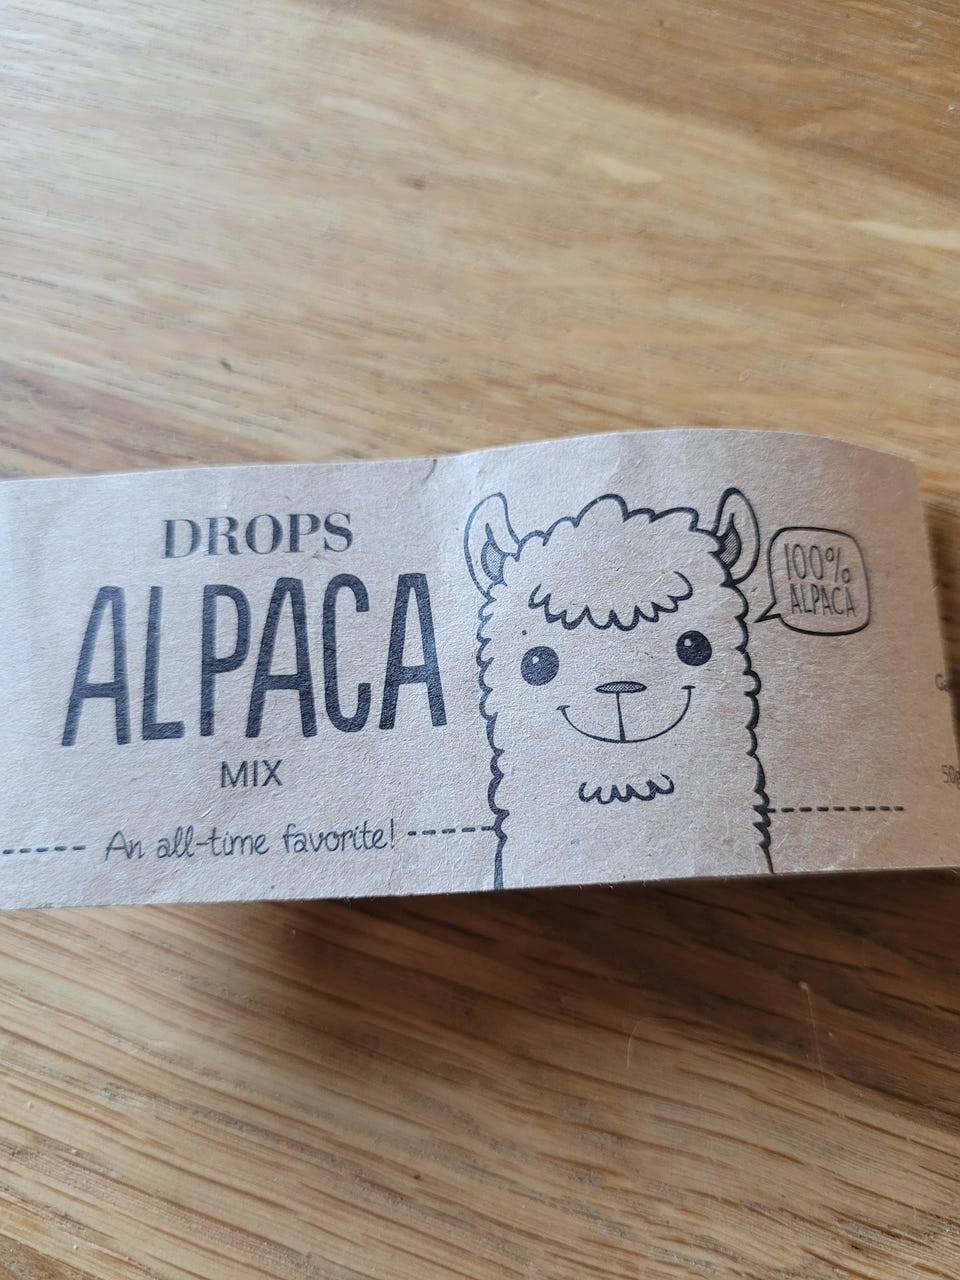 DROPS
ALPACA
MIX
An all-time favorite!
100%
ALPACA